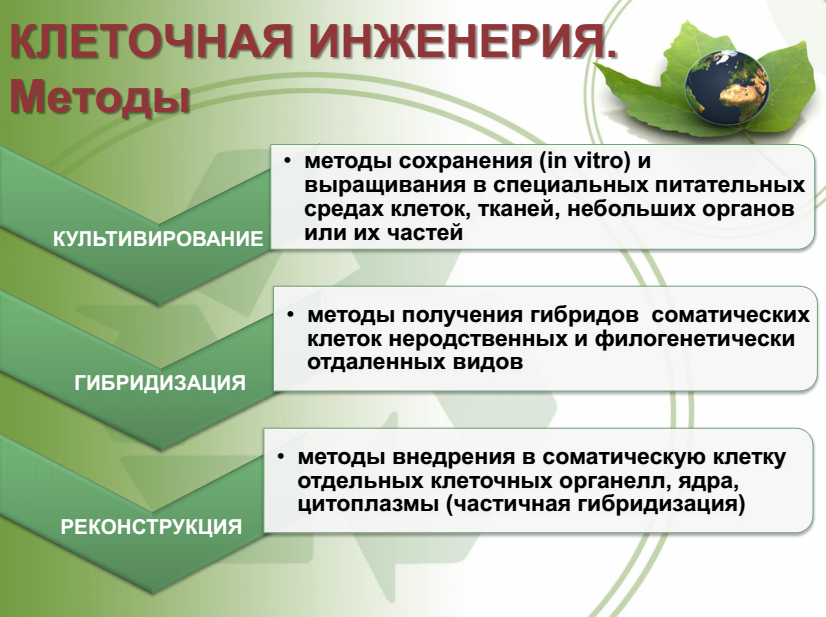 КЛЕТОЧНАЯ ИНЖЕНЕРИЯ.
Методы
• методы сохранения (in vitro) и
выращивания в специальных питательных
средах клеток, тканей, небольших органов
или их частей
КУЛЬТИВИРОВАНИЕ
• методы получения гибридов соматических
клеток неродственных и филогенетически
отдаленных видов
ГИБРИДИЗАЦИЯ
• методы внедрения в соматическую клетку
отдельных клеточных органелл, ядра,
цитоплазмы (частичная гибридизация)
РЕКОНСТРУКЦИЯ